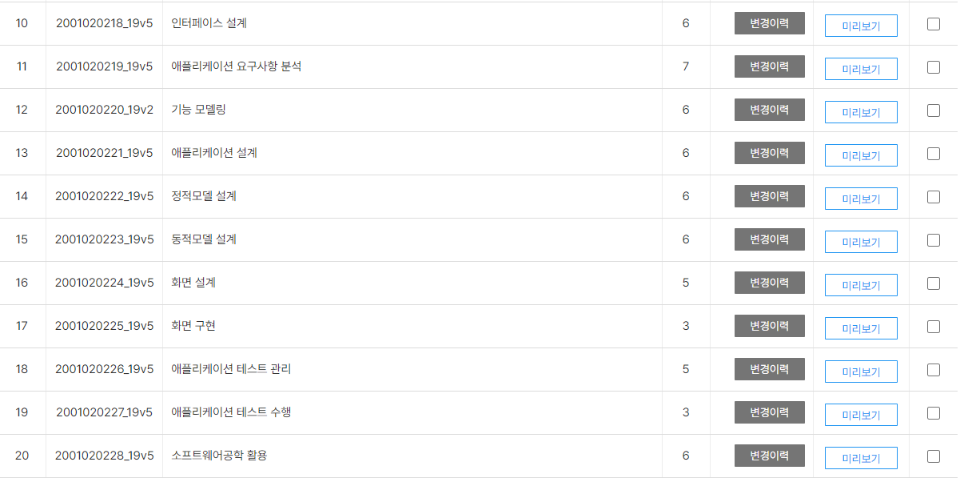 10 2001020218_19v5 인터페이스 설계 6 변경이력 미리보기
11 2001020219_19v5 애플리케이션 요구사항 분석 7 변경이력 미리보기
12 2001020220_19v2 기능 모델링 6 변경이력 미리보기
13 2001020221_19v5 애플리케이션 설계 6 변경이력 미리보기
14 2001020222_19v5 정적모델 설계 6 변경이력 미리보기
15 2001020223_19v5 동적모델 설계 6 변경이력 미리보기
16 2001020224_19v5 화면 설계 5 변경이력 미리보기
17 2001020225_19v5 화면 구현 3 변경이력 미리보기
18 2001020226_19v5 애플리케이션 테스트 관리 5 변경이력 미리보기
19 2001020227_19v5 애플리케이션 테스트 수행 3 변경이력 미리보기
20 2001020228_19v5 소프트웨어공학 활용 6 변경이력 미리보기